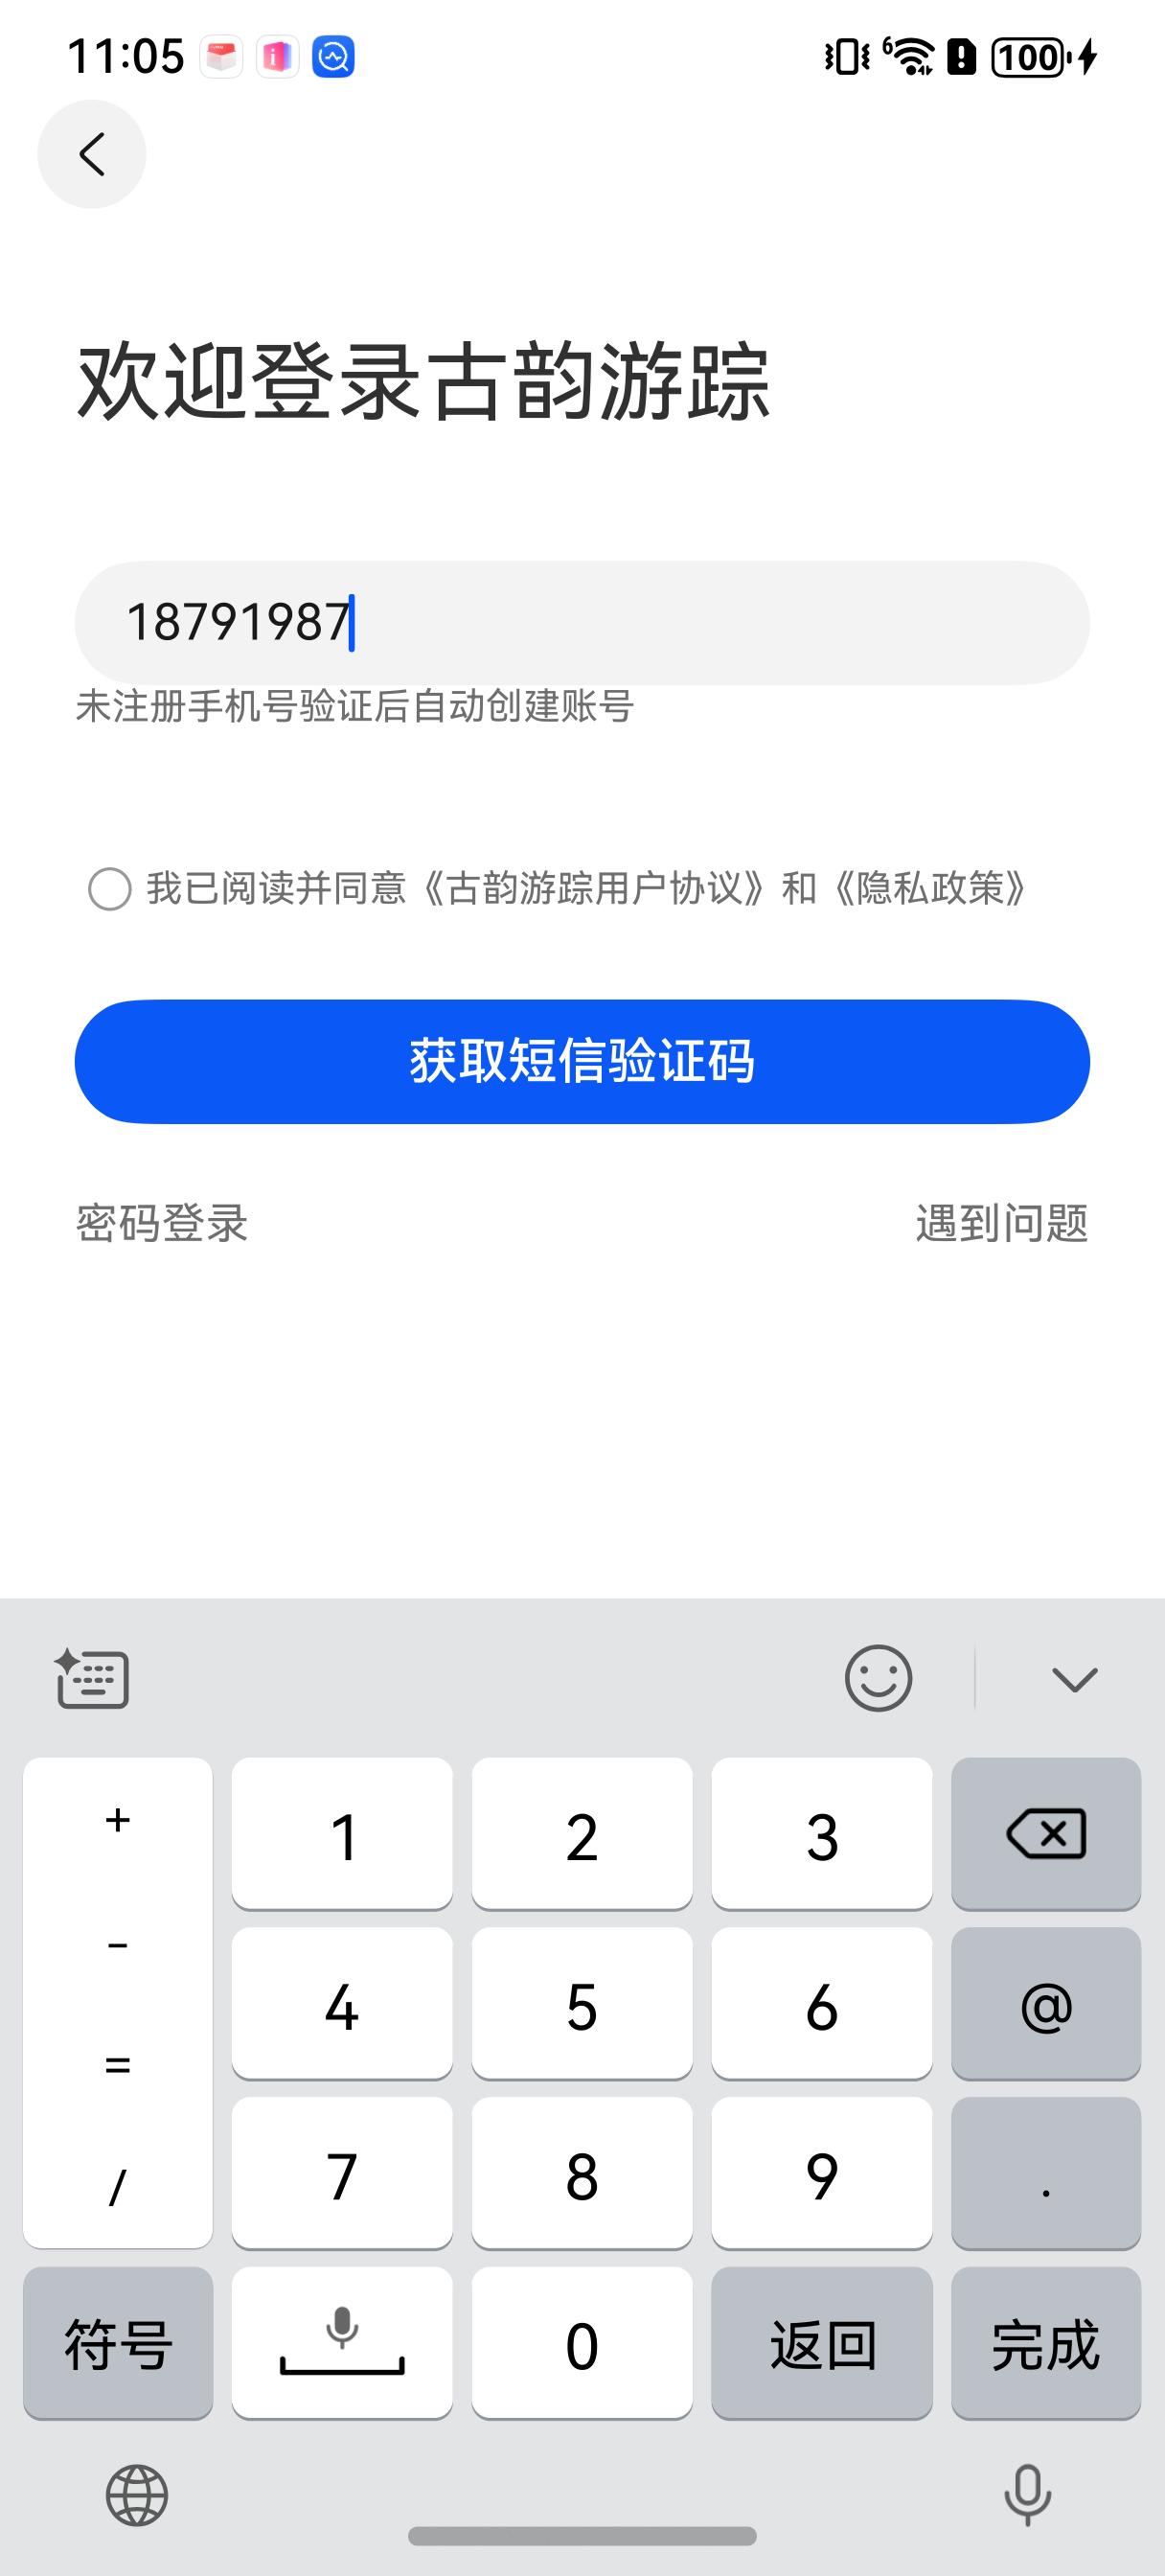 11:05
6
100
欢迎登录古韵游踪
18791987
未注册手机号验证后自动创建账号
我已阅读并同意《古韵游踪用户协议》和《隐私政策》
获取短信验证码
密码登录 遇到问题
+ 1 2 3
- 4 5 6 @
=
/ 7 8 9 .
符号 0 返回 完成